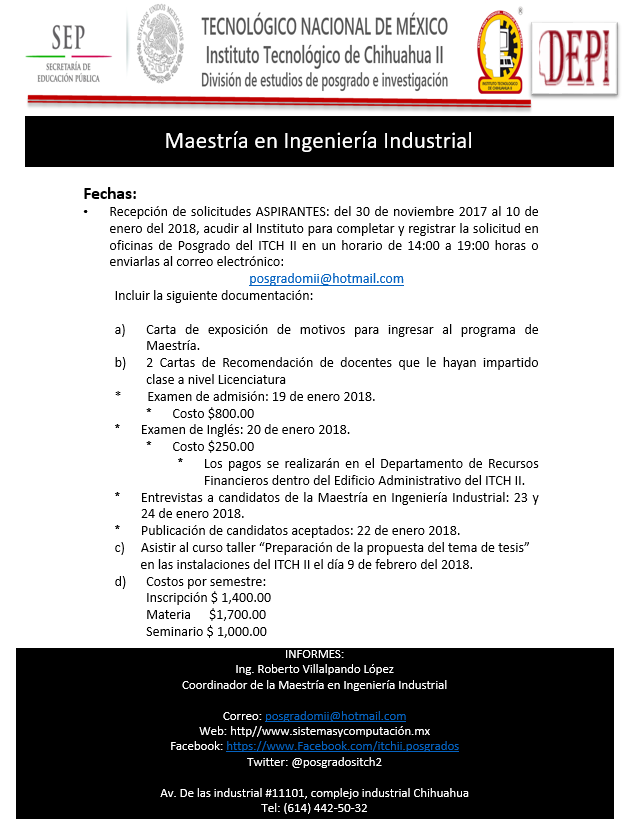 SEP
SECRETARÍA DE
EDUCACIÓN PÚBLICA
TECNOLÓGICO NACIONAL DE MÉXICO
Instituto Tecnológico de Chihuahua II
División de estudios de posgrado e investigación
INSTITUTO TECNOLOGICO
DE CHIHUAHUA II
®
DEPI
Maestría en Ingeniería Industrial
Fechas:
• Recepción de solicitudes ASPIRANTES: del 30 de noviembre 2017 al 10 de
enero del 2018, acudir al Instituto para completar y registrar la solicitud en
oficinas de Posgrado del ITCH II en un horario de 14:00 a 19:00 horas o
enviarlas al correo electrónico:
posgradomii@hotmail.com
Incluir la siguiente documentación:
a) Carta de exposición de motivos para ingresar al programa de
Maestría.
b) 2 Cartas de Recomendación de docentes que le hayan impartido
clase a nivel Licenciatura
* Examen de admisión: 19 de enero 2018.
* Costo $800.00
* Examen de Inglés: 20 de enero 2018.
* Costo $250.00
* Los pagos se realizarán en el Departamento de Recursos
Financieros dentro del Edificio Administrativo del ITCH II.
* Entrevistas a candidatos de la Maestría en Ingeniería Industrial: 23 y
24 de enero 2018.
* Publicación de candidatos aceptados: 22 de enero 2018.
c) Asistir al curso taller “Preparación de la propuesta del tema de tesis”
en las instalaciones del ITCH II el día 9 de febrero del 2018.
d) Costos por semestre:
Inscripción $ 1,400.00
Materia $1,700.00
Seminario $ 1,000.00
INFORMES:
Ing. Roberto Villalpando López
Coordinador de la Maestría en Ingeniería Industrial
Correo: posgradomii@hotmail.com
Web: http//www.sistemasycomputación.mx
Facebook: https://www.Facebook.com/itchii.posgrados
Twitter: @posgradositch2
Av. De las industrial #11101, complejo industrial Chihuahua
Tel: (614) 442-50-32